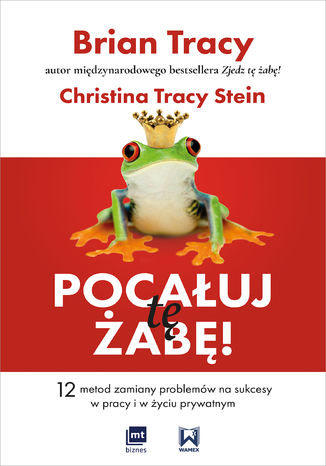 Brian Tracy
autor międzynarodowego bestsellera Zjedz tę żabę!
Christina Tracy Stein
POCAŁUJ
tę
ŻABĘ!
12 metod zamiany problemów na sukcesy
w pracy i w życiu prywatnym
mt
biznes
WAMEX